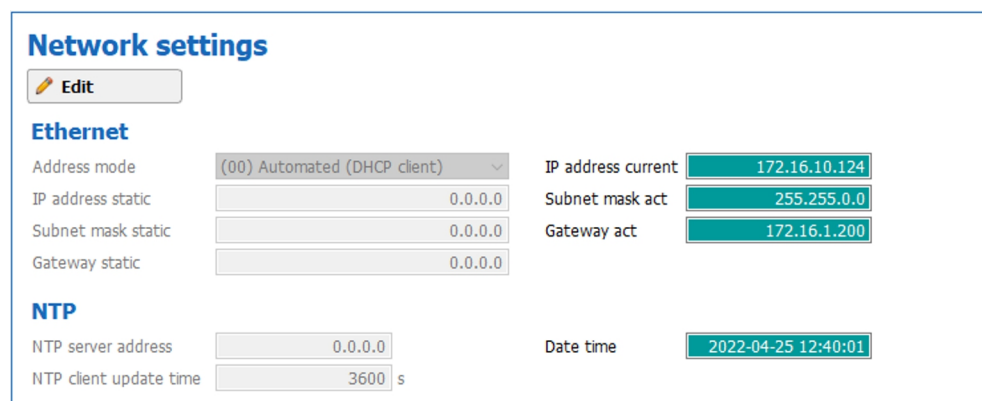 Network settings
Edit
Ethernet
Address mode (00) Automated (DHCP client) IP address current 172.16.10.124
IP address static 0.0.0.0 Subnet mask act 255.255.0.0
Subnet mask static 0.0.0.0 Gateway act 172.16.1.200
Gateway static 0.0.0.0
NTP
NTP server address 0.0.0.0 Date time 2022-04-25 12:40:01
NTP client update time 3600 s